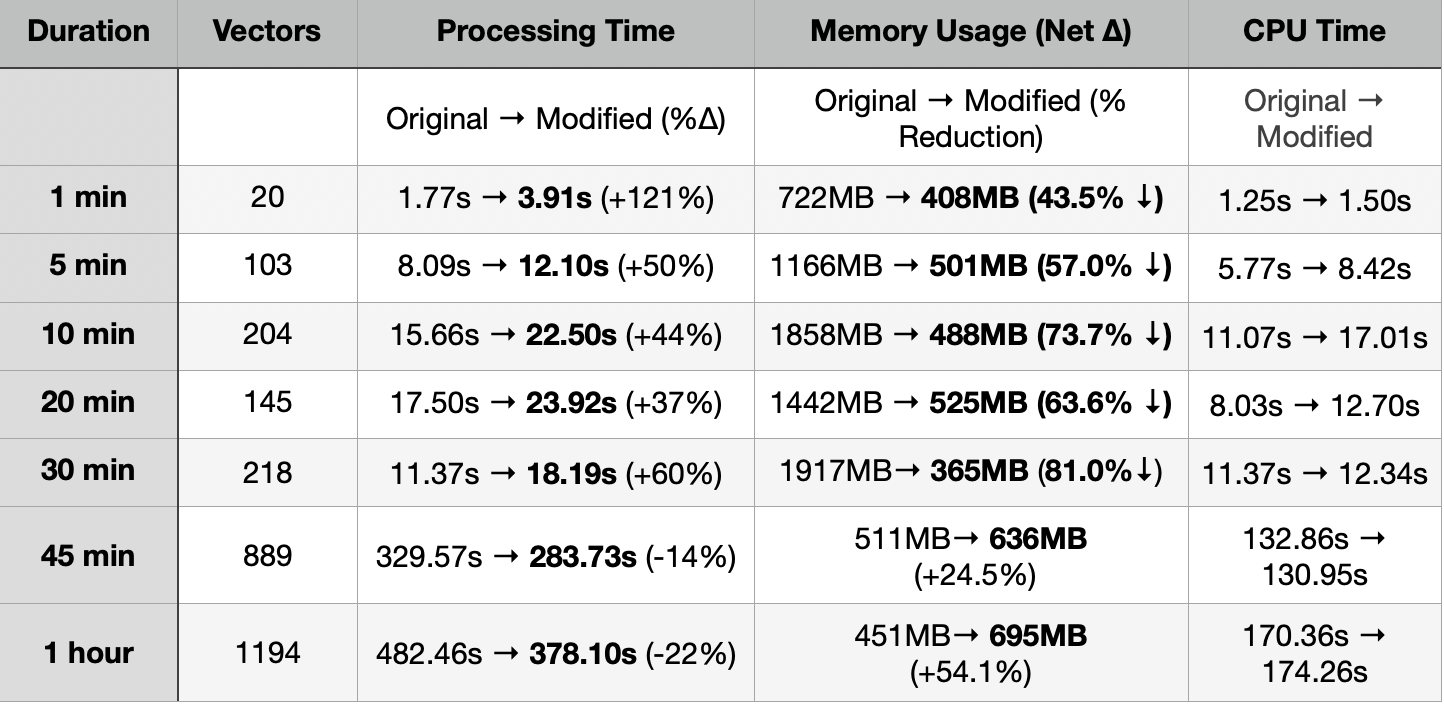 Duration Vectors Processing Time Memory Usage (Net Δ) CPU Time
Original → Modified (%Δ) Original → Modified (% Reduction) Original → Modified
1 min 20 1.77s → 3.91s (+121%) 722MB → 408MB (43.5% ↓) 1.25s → 1.50s
5 min 103 8.09s → 12.10s (+50%) 1166MB → 501MB (57.0% ↓) 5.77s → 8.42s
10 min 204 15.66s → 22.50s (+44%) 1858MB → 488MB (73.7% ↓) 11.07s → 17.01s
20 min 145 17.50s → 23.92s (+37%) 1442MB → 525MB (63.6% ↓) 8.03s → 12.70s
30 min 218 11.37s → 18.19s (+60%) 1917MB→ 365MB (81.0%↓) 11.37s → 12.34s
45 min 889 329.57s → 283.73s (-14%) 511MB→ 636MB (+24.5%) 132.86s → 130.95s
1 hour 1194 482.46s → 378.10s (-22%) 451MB→ 695MB (+54.1%) 170.36s → 174.26s